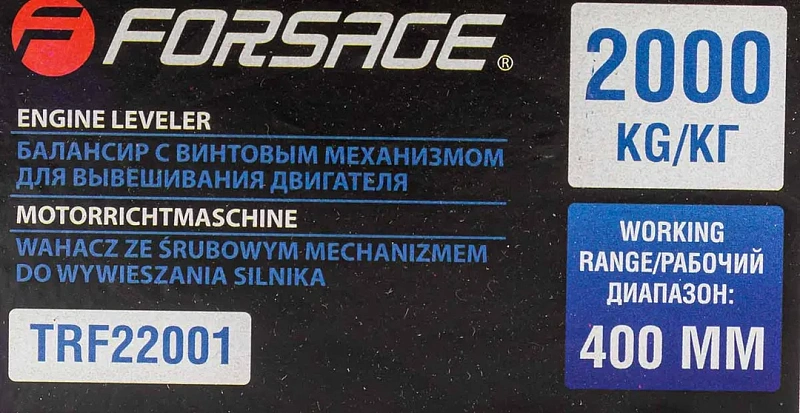 FORSAGE®
ENGINE LEVELER
БАЛАНСИР С ВИНТОВЫМ МЕХАНИЗМОМ
ДЛЯ ВЫВЕШИВАНИЯ ДВИГАТЕЛЯ
MOTORRICHTMASCHINE
WAHACZ ZE ŚRUBOWYM MECHANIZMEM
DO WYWIESZANIA SILNIKA
TRF22001
2000
KG/КГ
WORKING
RANGE/РАБОЧИЙ
ДИАПАЗОН:
400 MM